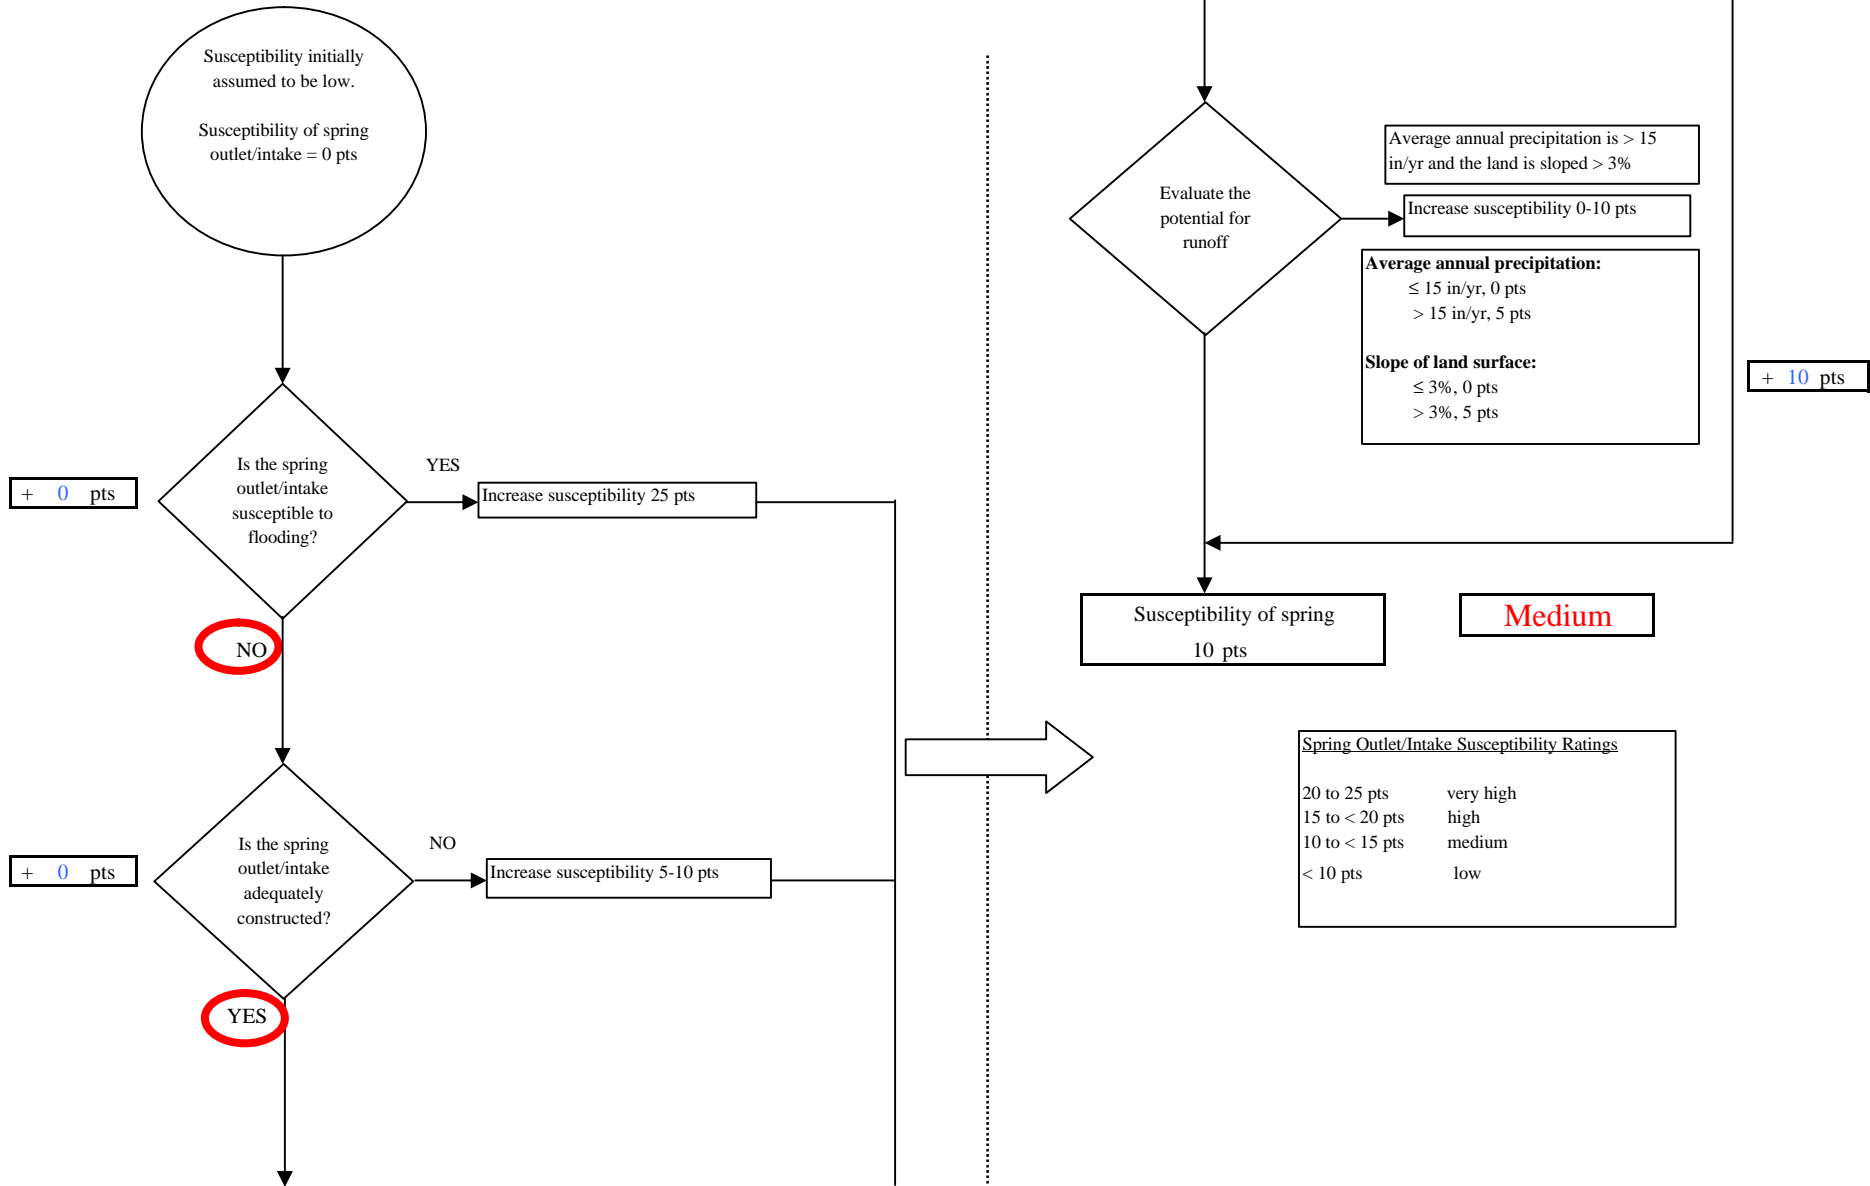 Susceptibility initially
assumed to be low.
Susceptibility of spring
outlet/intake = 0 pts
Is the spring
outlet/intake
susceptible to
flooding?
YES
Increase susceptibility 25 pts
+ 0 pts
NO
Is the spring
outlet/intake
adequately
constructed?
NO
Increase susceptibility 5-10 pts
+ 0 pts
YES
Evaluate the
potential for
runoff
Average annual precipitation is > 15
in/yr and the land is sloped > 3%
Increase susceptibility 0-10 pts
Average annual precipitation:
≤ 15 in/yr, 0 pts
> 15 in/yr, 5 pts
Slope of land surface:
≤ 3%, 0 pts
> 3%, 5 pts
+ 10 pts
Susceptibility of spring
10 pts
Medium
Spring Outlet/Intake Susceptibility Ratings
20 to 25 pts very high
15 to < 20 pts high
10 to < 15 pts medium
< 10 pts low